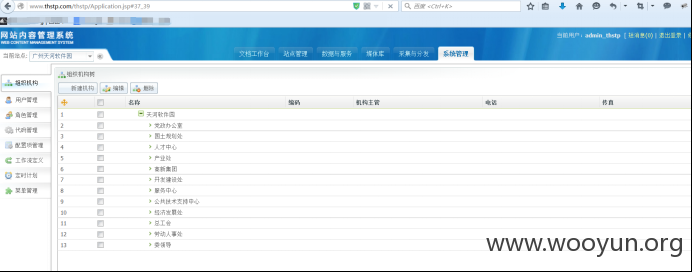 www.thstp.com/thstp/Application.jsp#37_39
百度 <Ctrl+K>
网站内容管理系统
WEB CONTENT MANAGEMENT SYSTEM
当前用户: admin_thstp [ 短消息(0) | 退出登录 |
当前站点: 广州天河软件园
文档工作台 站点管理 数据与服务 媒体库 采集与分发 系统管理
组织机构
用户管理
角色管理
代码管理
配置项管理
工作流定义
定时计划
菜单管理
组织机构树
新建机构 编辑 删除
名称 编码 机构主管 电话 传真
1 天河软件园
2 党政办公室
3 国土规划处
4 人才中心
5 产业处
6 高新集团
7 开发建设处
8 服务中心
9 公共技术支持中心
10 经济发展处
11 总工会
12 劳动人事处
13 委领导
www.wooyun.org